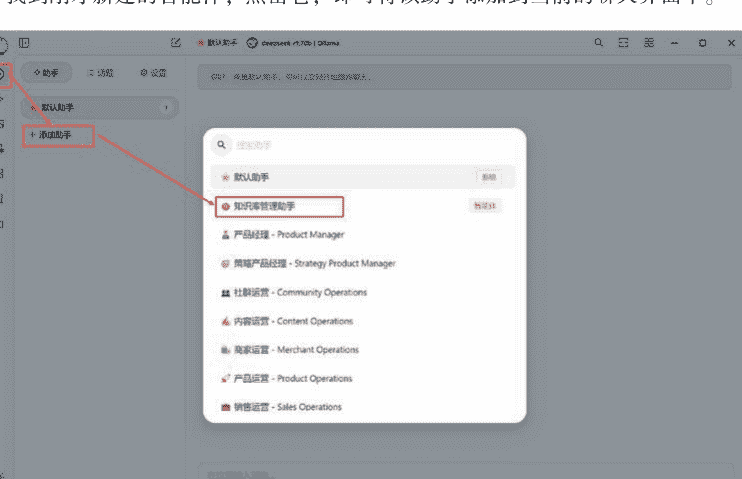 找到刚才新建的智能体，点击它，即可将该助手添加到当前的聊天界面中。
默认助手 deepseek-r1:70b | Ollama
助手 话题 设置
默认助手 1
+ 添加助手
搜索助手
默认助手
知识库管理助手 智能体
产品经理 - Product Manager
策略产品经理 - Strategy Product Manager
社群运营 - Community Operations
内容运营 - Content Operations
商家运营 - Merchant Operations
产品运营 - Product Operations
销售运营 - Sales Operations